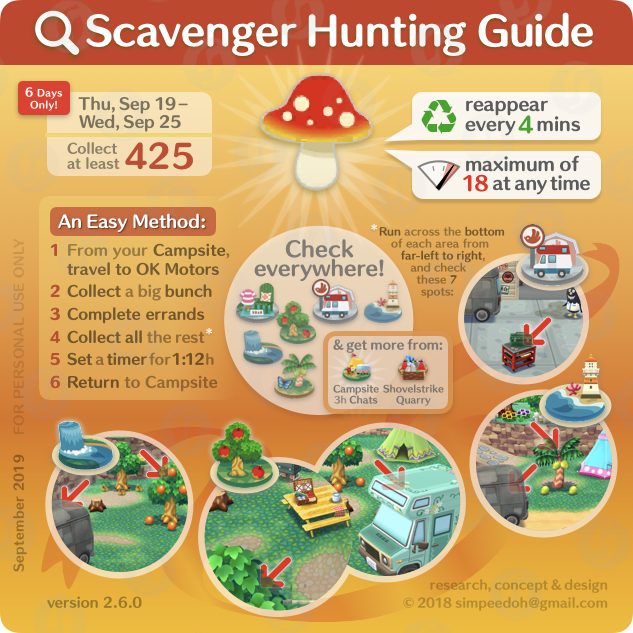 Scavenger Hunting Guide
6 Days
Only!
Thu, Sep 19–
Wed, Sep 25
Collect
at least 425
reappear
every 4 mins
maximum of
18 at any time
An Easy Method:
1 From your Campsite,
travel to OK Motors
2 Collect a big bunch
3 Complete errands
4 Collect all the rest*
5 Set a timer for 1:12h
6 Return to Campsite
Check
everywhere!
& get more from:
Campsite
3h Chats
Shovelstrike
Quarry
*Run across the bottom
of each area from
far-left to right,
and check
these 7
spots:
September 2019 FOR PERSONAL USE ONLY
version 2.6.0
research, concept & design
© 2018 simpeedoh@gmail.com